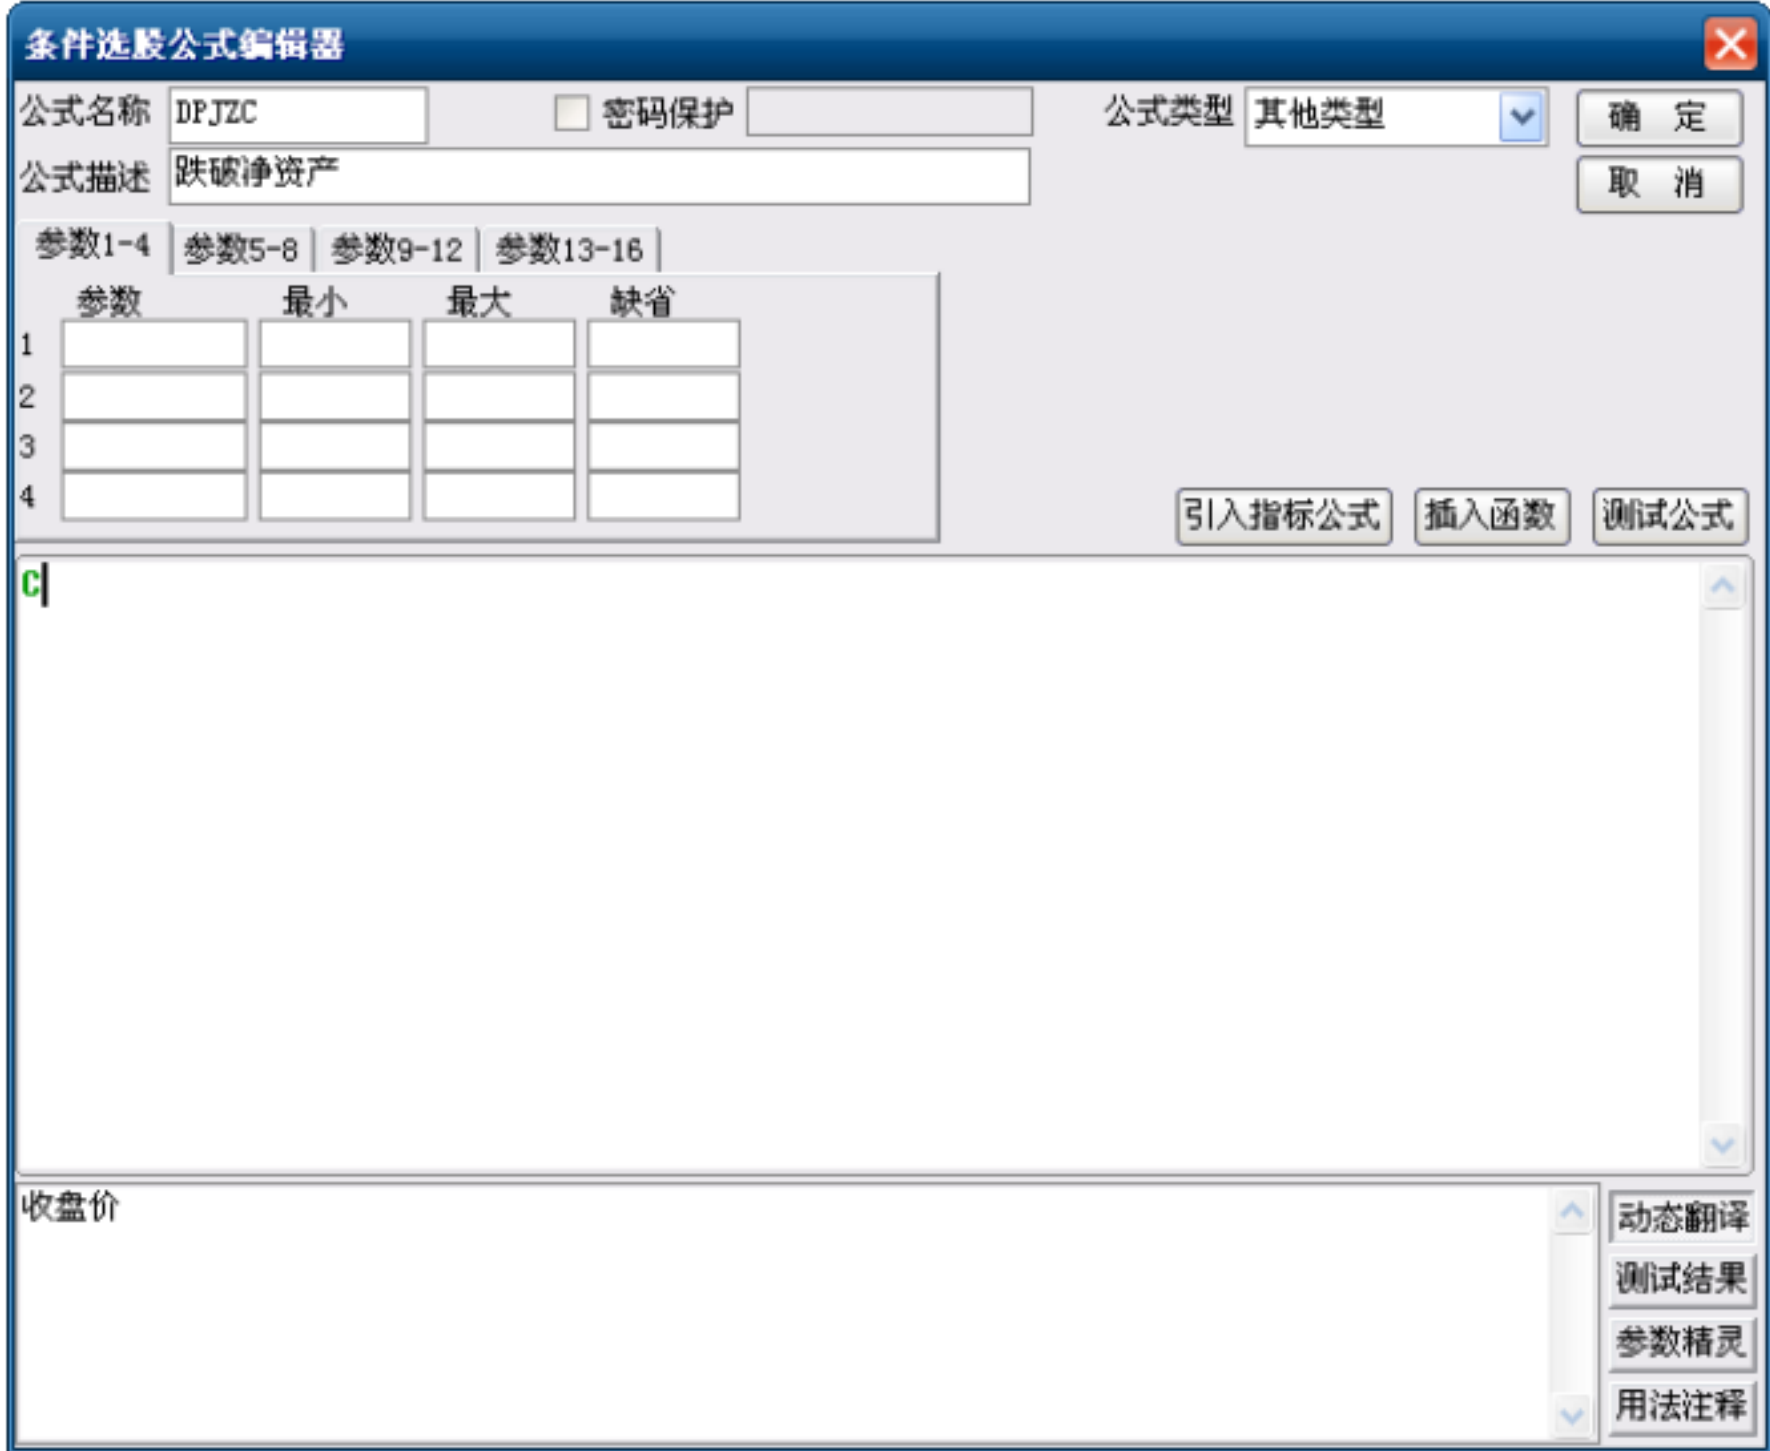 条件选股公式编辑器
公式名称 DPJZC 密码保护 公式类型 其他类型 确 定
公式描述 跌破净资产 取 消
参数1-4 参数5-8 参数9-12 参数13-16
参数 最小 最大 缺省
1
2
3
4
引入指标公式 插入函数 测试公式
C
收盘价
动态翻译
测试结果
参数精灵
用法注释